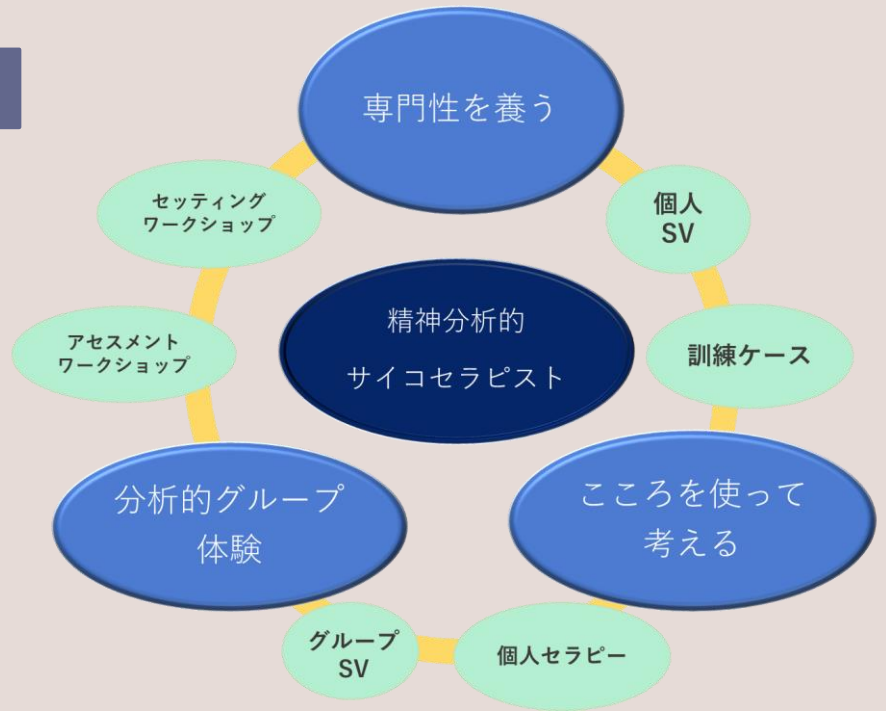 専門性を養う
セッティング
ワークショップ
個人
SV
精神分析的
サイコセラピスト
アセスメント
ワークショップ
訓練ケース
分析的グループ
体験
こころを使って
考える
グループ
SV
個人セラピー